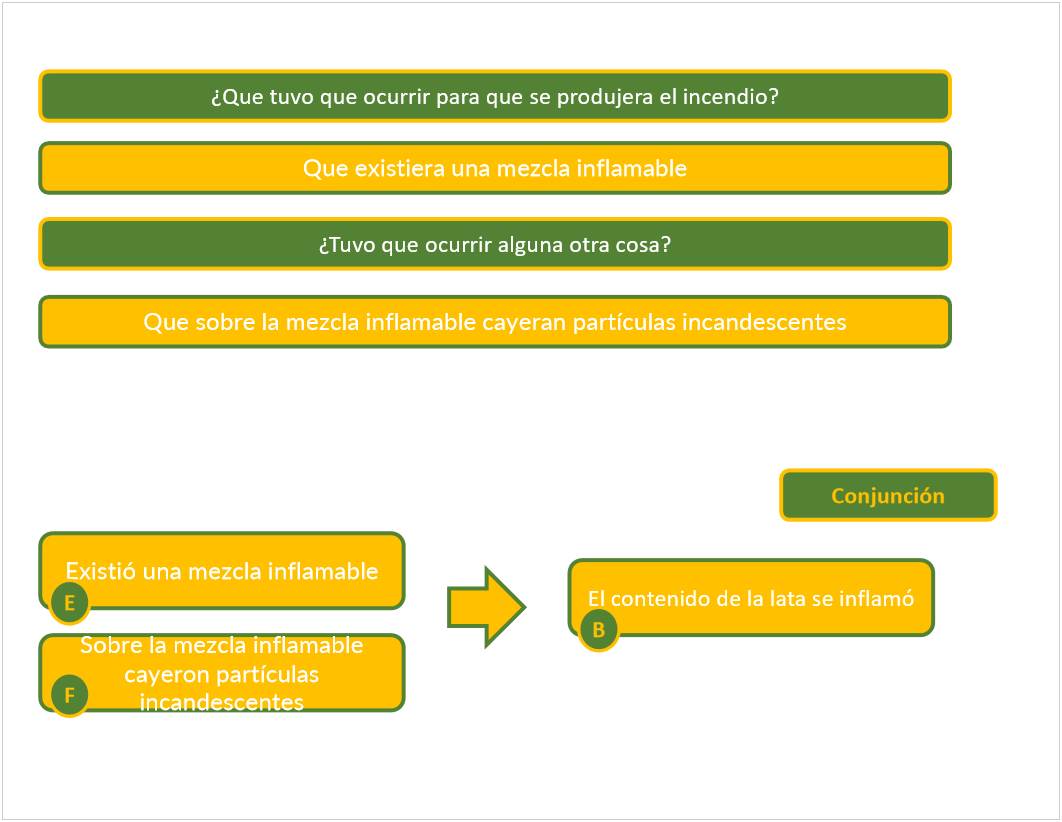 ¿Que tuvo que ocurrir para que se produjera el incendio?
Que existiera una mezcla inflamable
¿Tuvo que ocurrir alguna otra cosa?
Que sobre la mezcla inflamable cayeran partículas incandescentes
Conjunción
Existió una mezcla inflamable
E
Sobre la mezcla inflamable
cayeron partículas
incandescentes
F
El contenido de la lata se inflamó
B